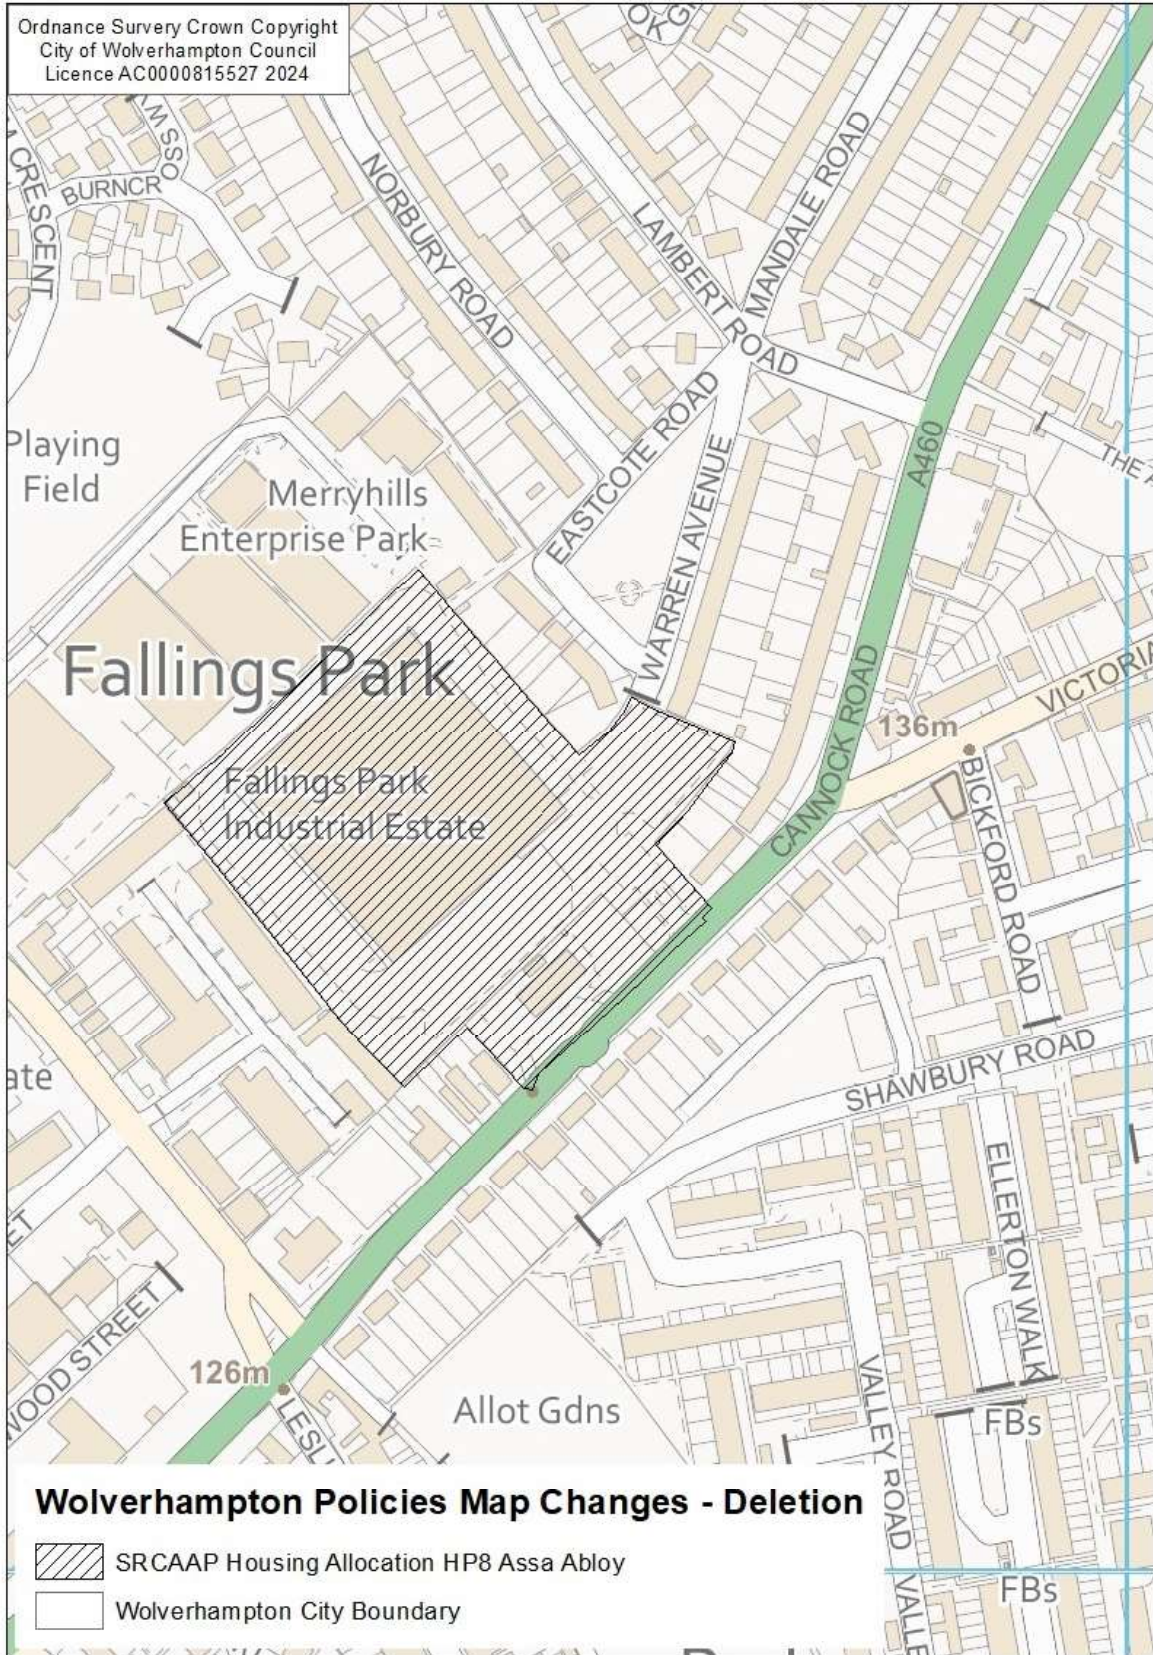 Ordnance Survery Crown Copyright
City of Wolverhampton Council
Licence AC0000815527 2024
BURNCR
CRESCENT
NORBURY ROAD
LAMBERT ROAD
MANDALE ROAD
EASTCOTE ROAD
WARREN AVENUE
A460
THE
Playing
Field
Merryhills
Enterprise Park
Fallings Park
Fallings Park
Industrial Estate
CANNOCK ROAD
VICTORIA
136m
BICKFORD ROAD
SHAWBURY ROAD
ELLERTON WALK
WOOD STREET
126m
LESLI
Allot Gdns
VALLEY ROAD
FBs
FBs
VALLE
Wolverhampton Policies Map Changes - Deletion
SRCAAP Housing Allocation HP8 Assa Abloy
Wolverhampton City Boundary